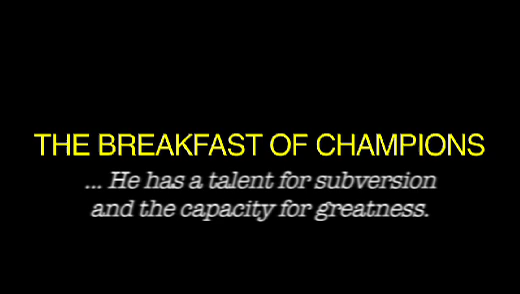 THE BREAKFAST OF CHAMPIONS
... He has a talent for subversion
and the capacity for greatness.